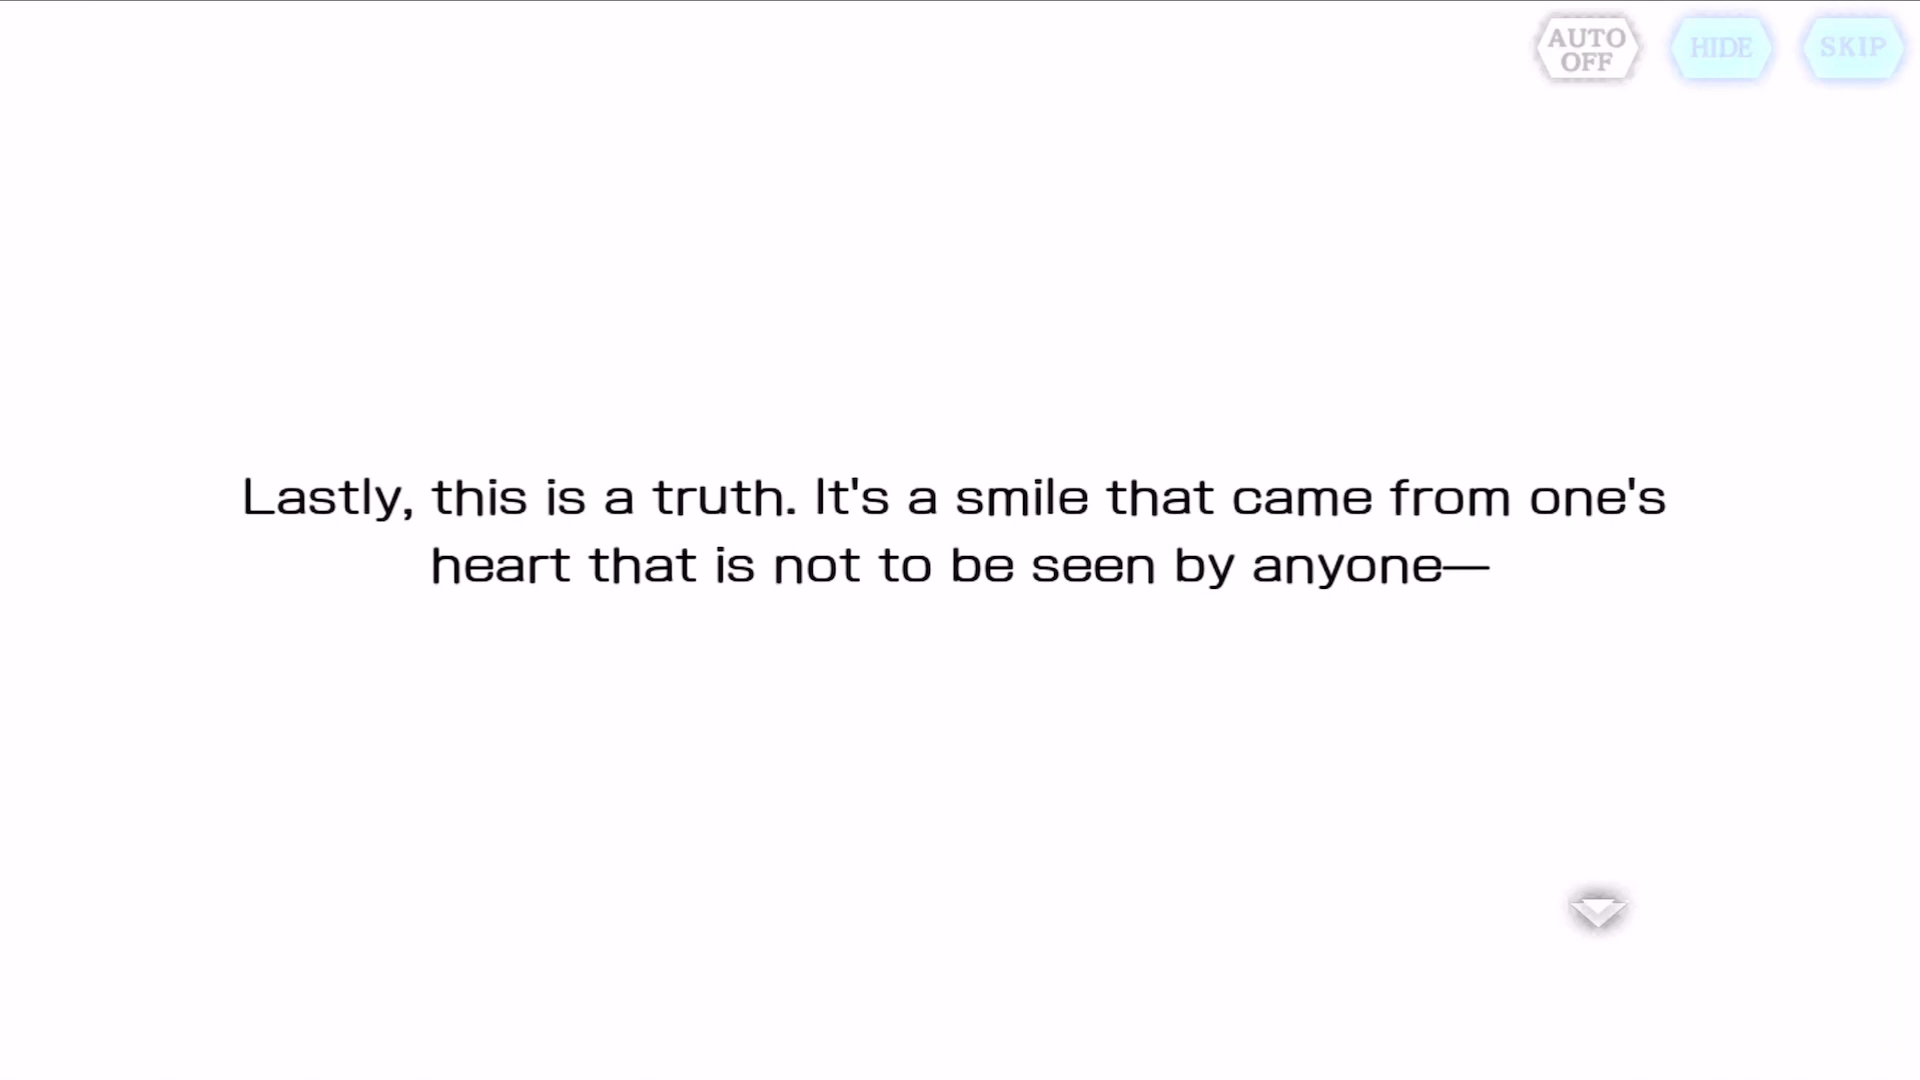 AUTO
OFF
HIDE
SKIP
Lastly, this is a truth. It's a smile that came from one's
heart that is not to be seen by anyone—